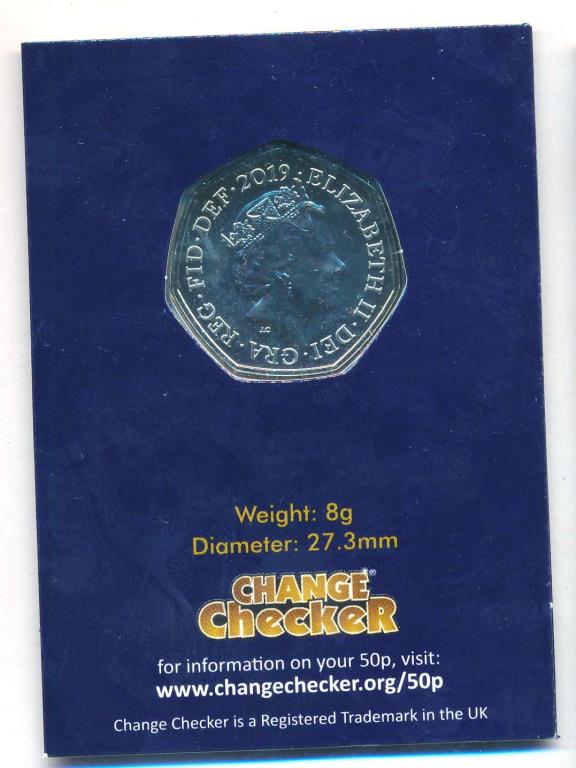 ELIZABETH II · DEI · GRA · REG · FID · DEF · 2019
J.C
Weight: 8g
Diameter: 27.3mm
CHANGE®
CheckeR
for information on your 50p, visit:
www.changechecker.org/50p
Change Checker is a Registered Trademark in the UK